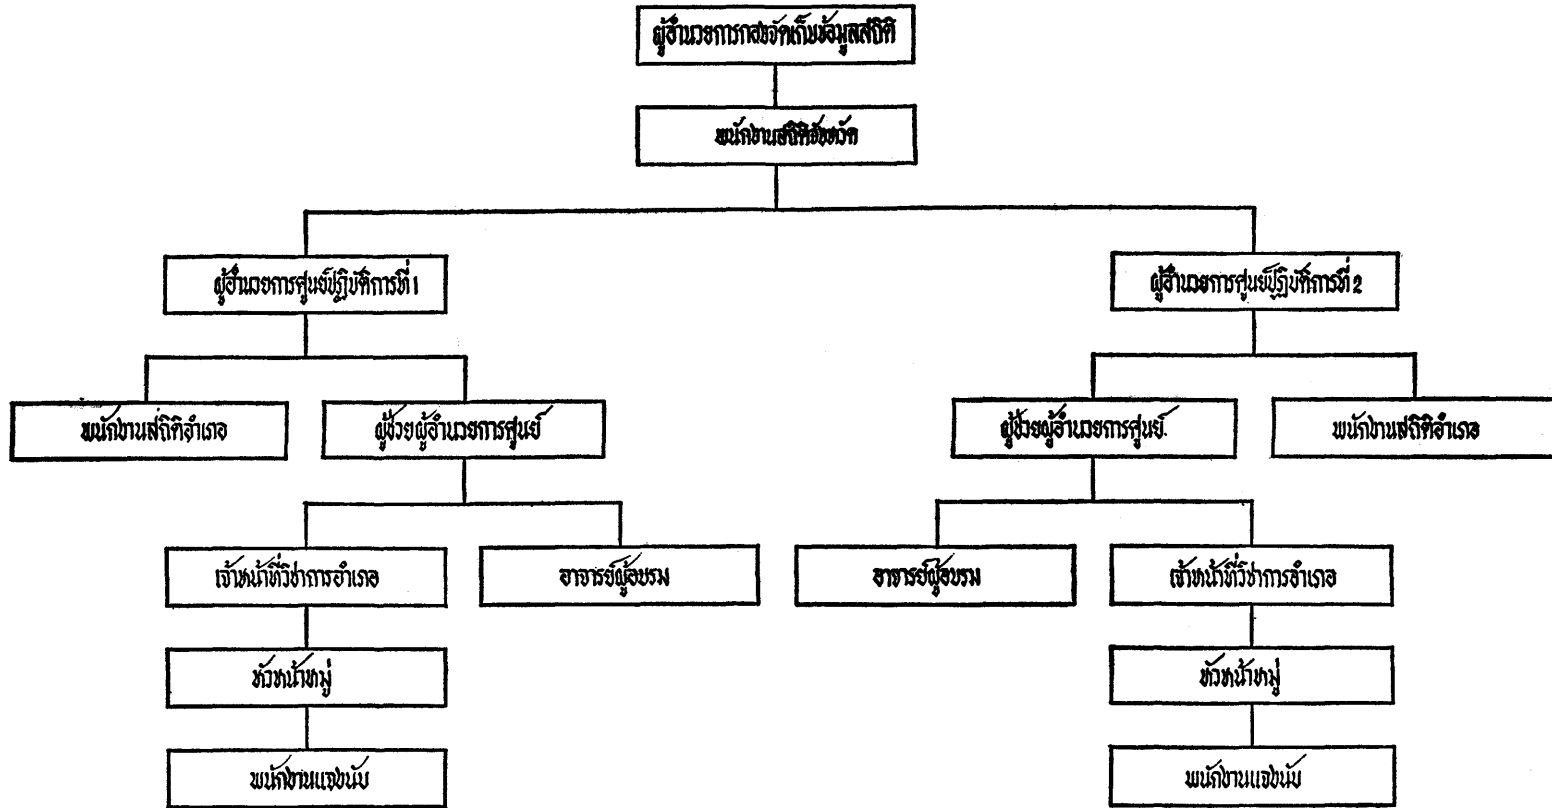 ผู้อำนวยการกองจัดเก็บข้อมูลสถิติ
พนักงานสถิติจังหวัด
ผู้อำนวยการศูนย์ปฏิบัติการที่ 1
ผู้อำนวยการศูนย์ปฏิบัติการที่ 2
พนักงานสถิติอำเภอ
ผู้ช่วยผู้อำนวยการศูนย์
ผู้ช่วยผู้อำนวยการศูนย์
พนักงานสถิติอำเภอ
เจ้าหน้าที่วิชาการอำเภอ
อาจารย์ผู้อบรม
อาจารย์ผู้อบรม
เจ้าหน้าที่วิชาการอำเภอ
หัวหน้าหมู่
หัวหน้าหมู่
พนักงานแจงนับ
พนักงานแจงนับ